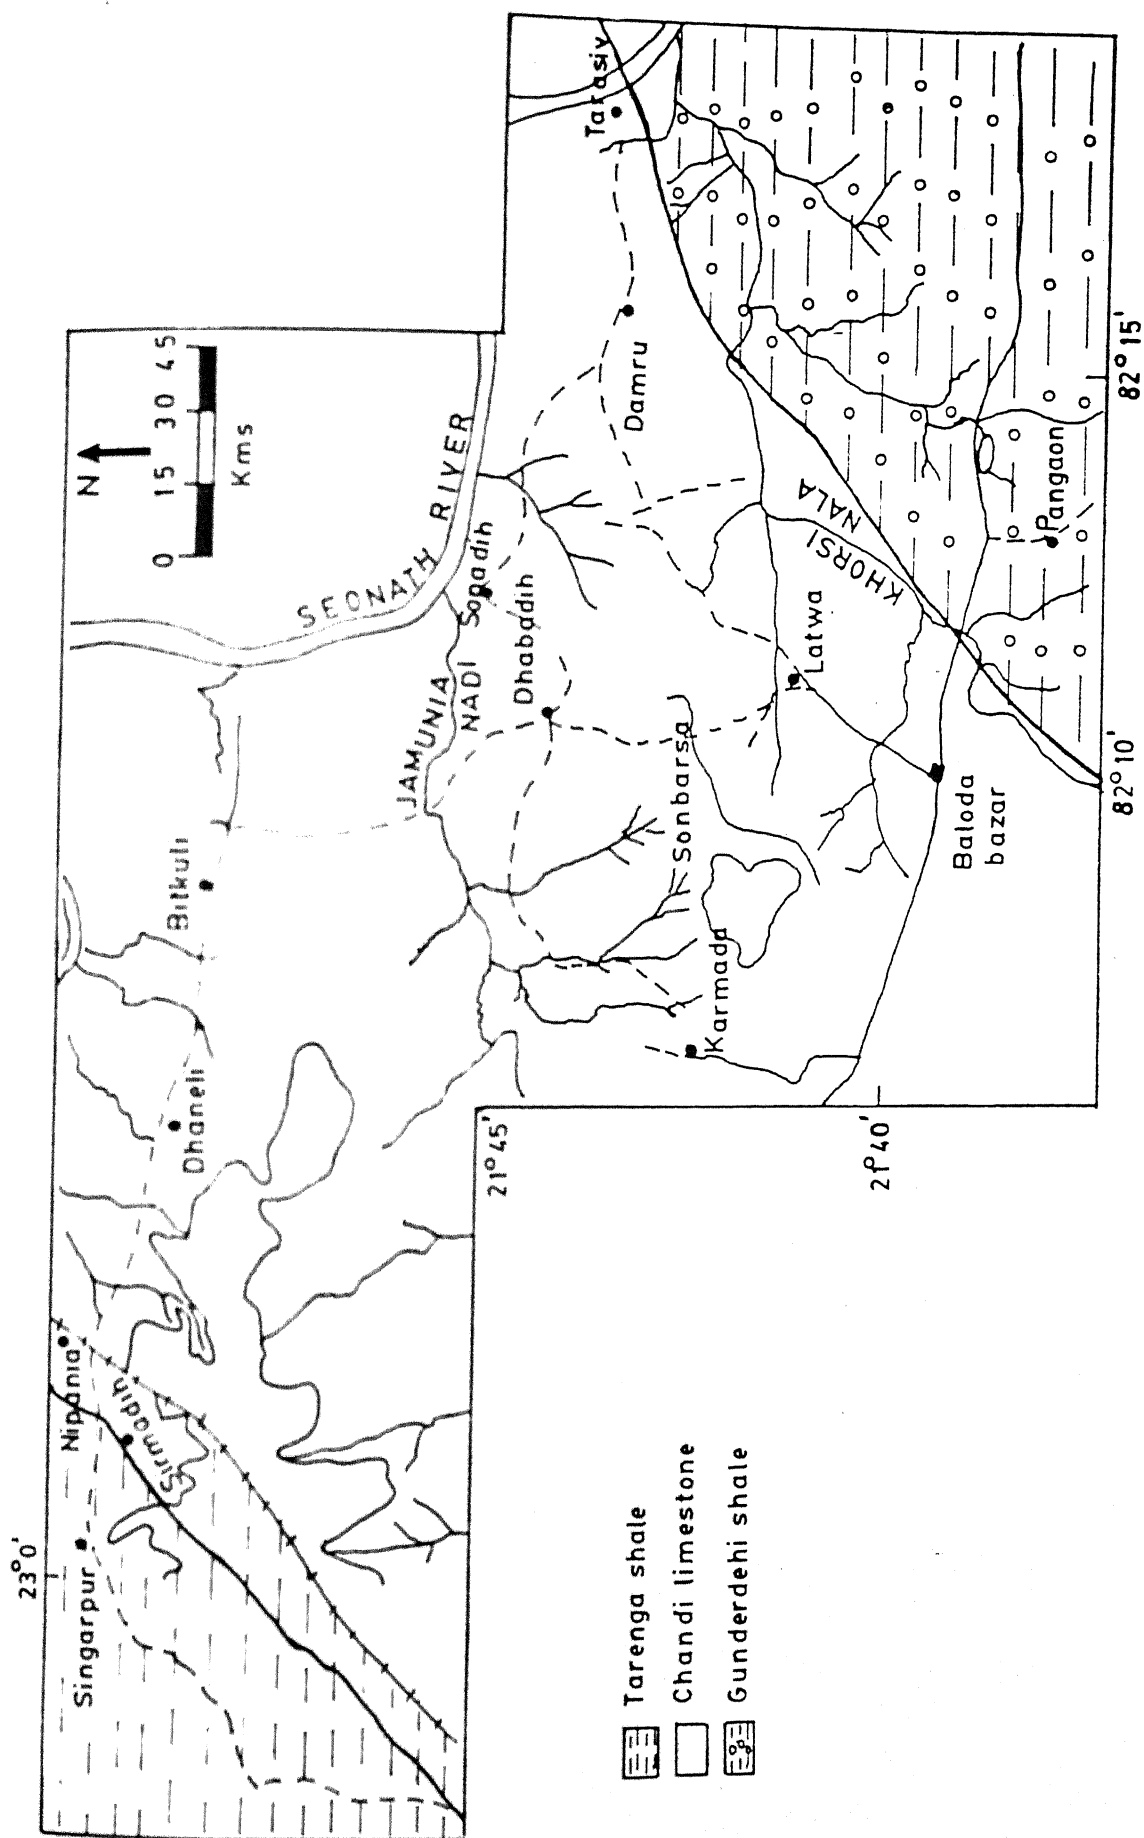 23°0'
Singarpur
Nipania
Sirmadih
Dhaneli
Bitkuli
N
0 15 30 45
Kms
SEONATH RIVER
JAMUNIA
NADI
Sopadih
Dhabadih
Damru
Tarasiv
Sonbarsa
Karmada
Latwa
KHORSI
NALA
Baloda
bazar
Pangaon
21°45'
21°40'
82°10'
82°15'
Tarenga shale
Chandi limestone
Gunderdehi shale